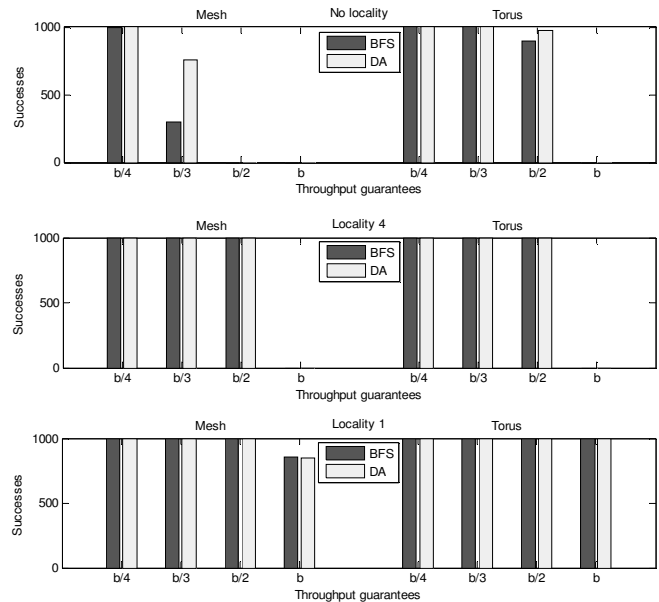 Mesh No locality Torus
1000
500
0
Successes
BFS
DA
b/4 b/3 b/2 b b/4 b/3 b/2 b
Throughput guarantees
Mesh Locality 4 Torus
1000
500
0
Successes
BFS
DA
b/4 b/3 b/2 b b/4 b/3 b/2 b
Throughput guarantees
Mesh Locality 1 Torus
1000
500
0
Successes
BFS
DA
b/4 b/3 b/2 b b/4 b/3 b/2 b
Throughput guarantees